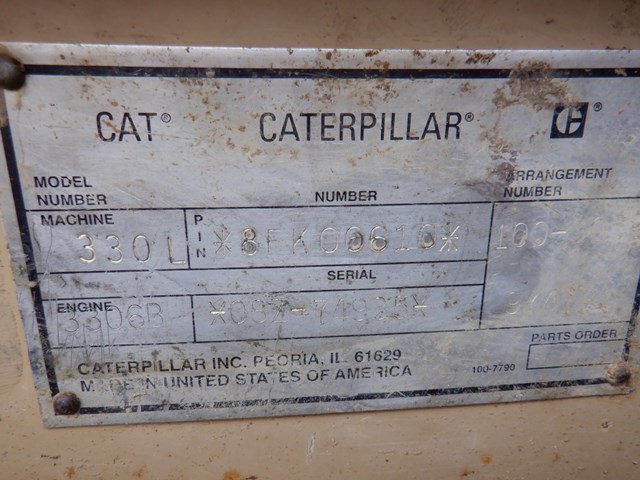 CAT® CATERPILLAR® ®
MODEL NUMBER NUMBER ARRANGEMENT NUMBER
MACHINE 330L PIN 100-
SERIAL
ENGINE
PARTS ORDER
CATERPILLAR INC. PEORIA, IL 61629
MADE IN UNITED STATES OF AMERICA 100-7790